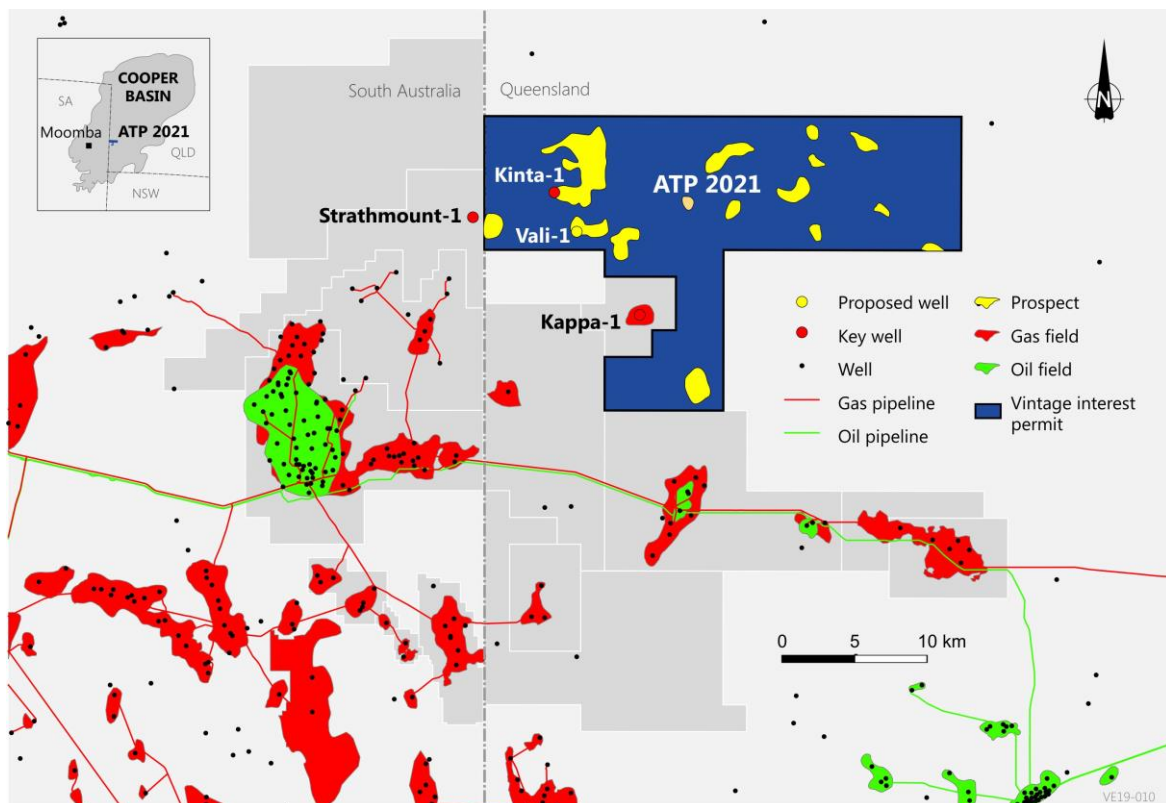 COOPER
BASIN
SA
Moomba
ATP 2021
QLD
NSW
South Australia
Queensland
N
Kinta-1
ATP 2021
Strathmount-1
Vali-1
Kappa-1
Proposed well
Key well
Well
Gas pipeline
Oil pipeline
Prospect
Gas field
Oil field
Vintage interest
permit
0 5 10 km
VE19-010